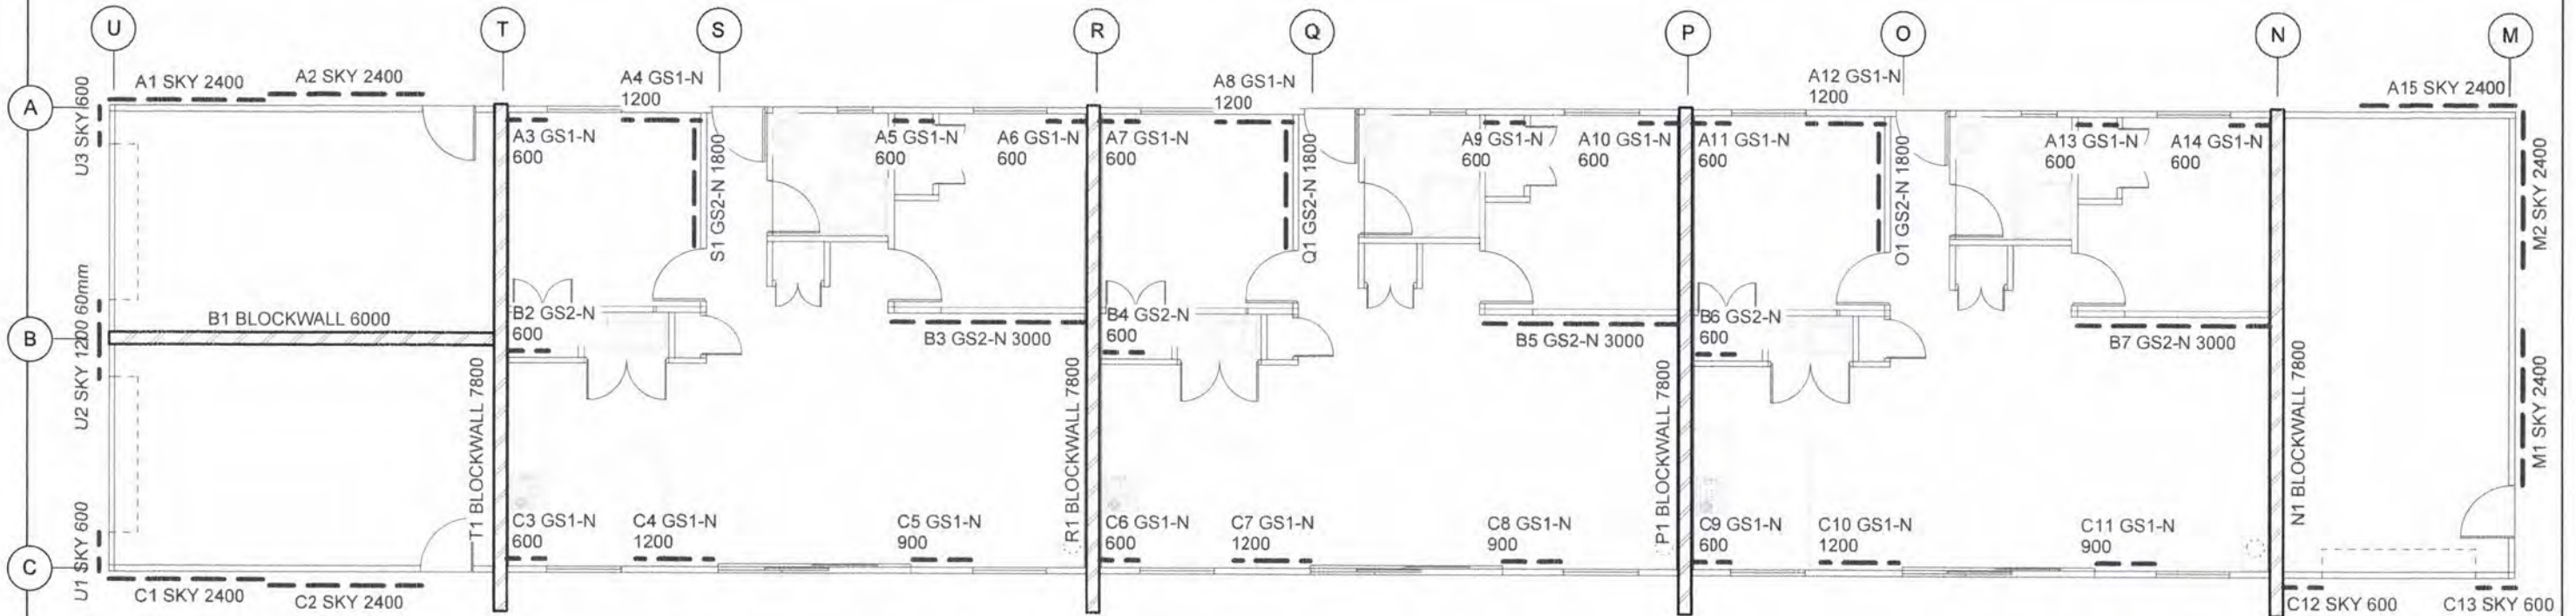 U
T
S
R
Q
P
O
N
M
A
B
C
A1 SKY 2400
A2 SKY 2400
A4 GS1-N
1200
A8 GS1-N
1200
A12 GS1-N
1200
A15 SKY 2400
U3 SKY 600
A3 GS1-N
600
A5 GS1-N
600
A6 GS1-N
600
A7 GS1-N
600
A9 GS1-N
600
A10 GS1-N
600
A11 GS1-N
600
A13 GS1-N
600
A14 GS1-N
600
S1 GS2-N 1800
Q1 GS2-N 1800
O1 GS2-N 1800
M2 SKY 2400
U2 SKY 1200 60mm
B1 BLOCKWALL 6000
B2 GS2-N
600
B3 GS2-N 3000
B4 GS2-N
600
B5 GS2-N 3000
B6 GS2-N
600
B7 GS2-N 3000
T1 BLOCKWALL 7800
R1 BLOCKWALL 7800
P1 BLOCKWALL 7800
N1 BLOCKWALL 7800
M1 SKY 2400
U1 SKY 600
C3 GS1-N
600
C4 GS1-N
1200
C5 GS1-N
900
C6 GS1-N
600
C7 GS1-N
1200
C8 GS1-N
900
C9 GS1-N
600
C10 GS1-N
1200
C11 GS1-N
900
C1 SKY 2400
C2 SKY 2400
C12 SKY 600
C13 SKY 600